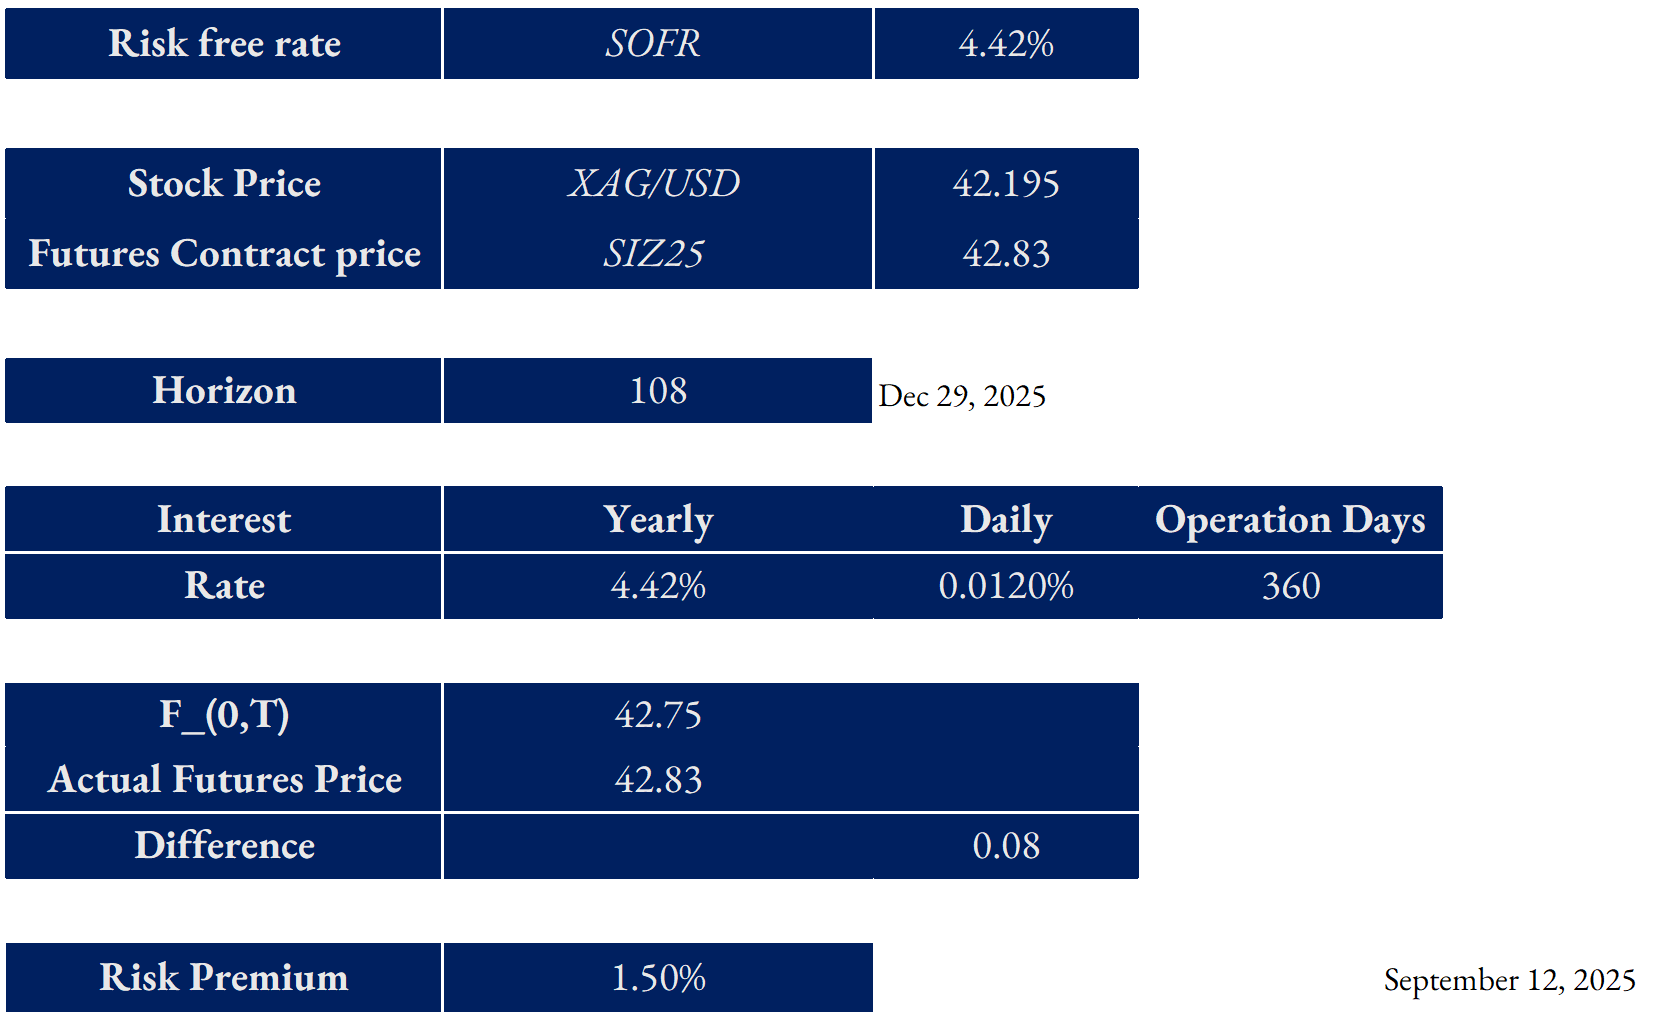 Risk free rate SOFR 4.42%
Stock Price XAG/USD 42.195
Futures Contract price SIZ25 42.83
Horizon 108 Dec 29, 2025
Interest Yearly Daily Operation Days
Rate 4.42% 0.0120% 360
F_(0,T) 42.75
Actual Futures Price 42.83
Difference 0.08
Risk Premium 1.50% September 12, 2025